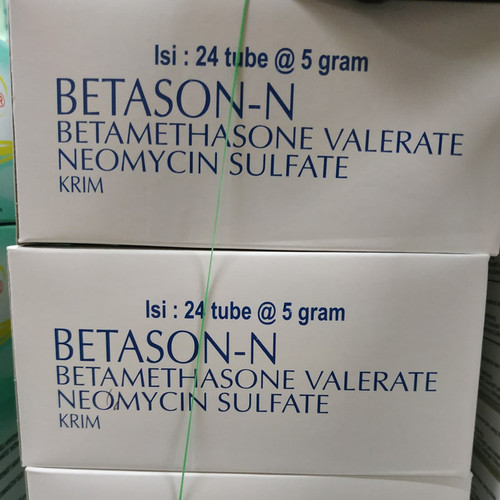 Isi : 24 tube @ 5 gram
BETASON-N
BETAMETHASONE VALERATE
NEOMYCIN SULFATE
KRIM
Isi : 24 tube @ 5 gram
BETASON-N
BETAMETHASONE VALERATE
NEOMYCIN SULFATE
KRIM